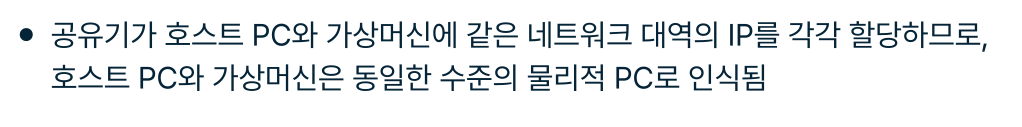 • 공유기가 호스트 PC와 가상머신에 같은 네트워크 대역의 IP를 각각 할당하므로,
호스트 PC와 가상머신은 동일한 수준의 물리적 PC로 인식됨